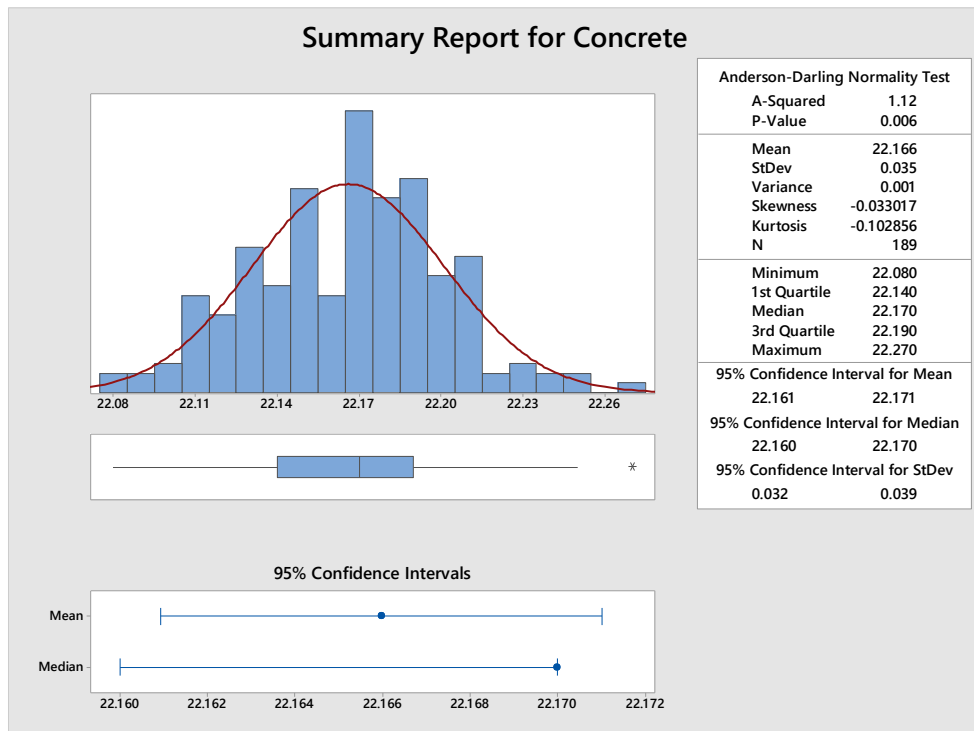 Summary Report for Concrete
22.08 22.11 22.14 22.17 22.20 22.23 22.26
*
95% Confidence Intervals
Mean
Median
22.160 22.162 22.164 22.166 22.168 22.170 22.172
Anderson-Darling Normality Test
A-Squared 1.12
P-Value 0.006
Mean 22.166
StDev 0.035
Variance 0.001
Skewness -0.033017
Kurtosis -0.102856
N 189
Minimum 22.080
1st Quartile 22.140
Median 22.170
3rd Quartile 22.190
Maximum 22.270
95% Confidence Interval for Mean
22.161 22.171
95% Confidence Interval for Median
22.160 22.170
95% Confidence Interval for StDev
0.032 0.039